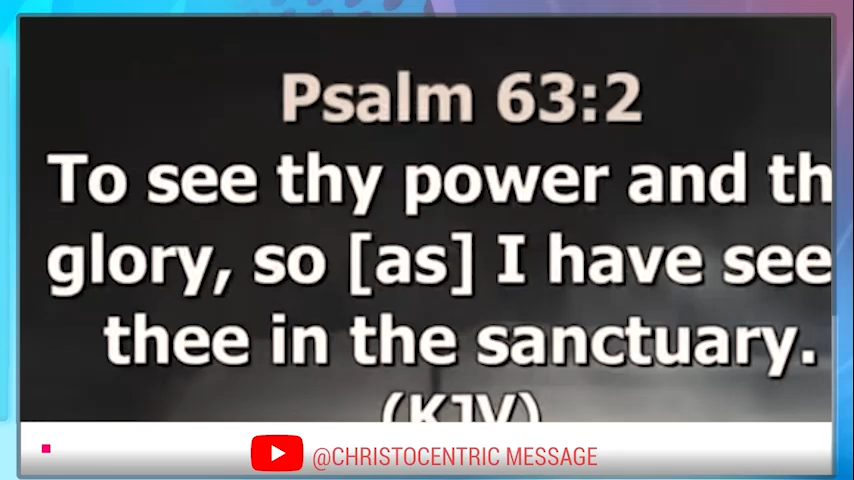 Psalm 63:2
To see thy power and th
glory, so [as] I have see
thee in the sanctuary.
(KJV)
@CHRISTOCENTRIC MESSAGE